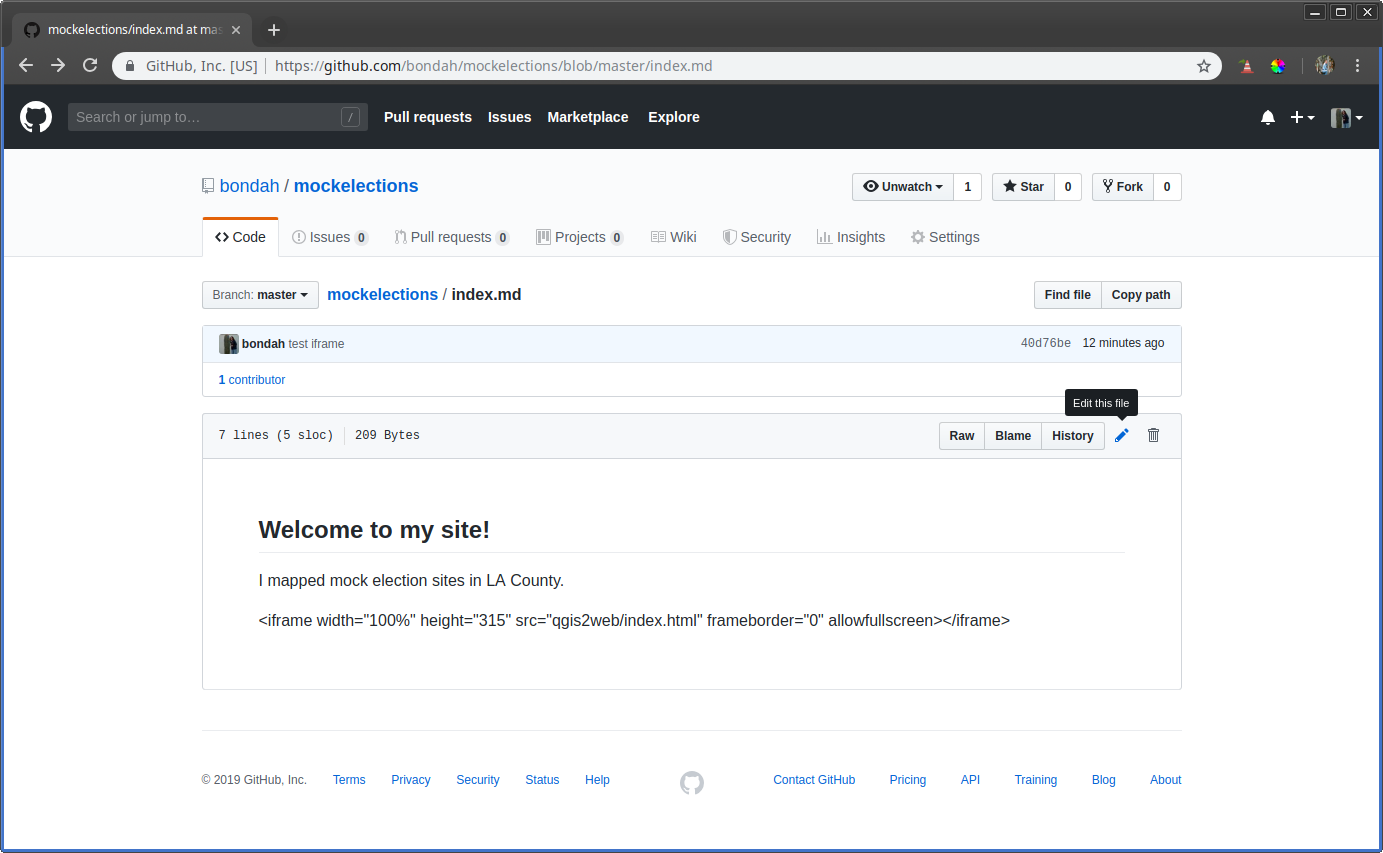 mockelections/index.md at mas
GitHub, Inc. [US] https://github.com/bondah/mockelections/blob/master/index.md
Search or jump to… / Pull requests Issues Marketplace Explore
bondah / mockelections Unwatch 1 Star 0 Fork 0
Code Issues 0 Pull requests 0 Projects 0 Wiki Security Insights Settings
Branch: master mockelections / index.md Find file Copy path
bondah test iframe 40d76be 12 minutes ago
1 contributor
Edit this file
7 lines (5 sloc) 209 Bytes Raw Blame History
Welcome to my site!
I mapped mock election sites in LA County.
<iframe width="100%" height="315" src="qgis2web/index.html" frameborder="0" allowfullscreen></iframe>
© 2019 GitHub, Inc. Terms Privacy Security Status Help Contact GitHub Pricing API Training Blog About